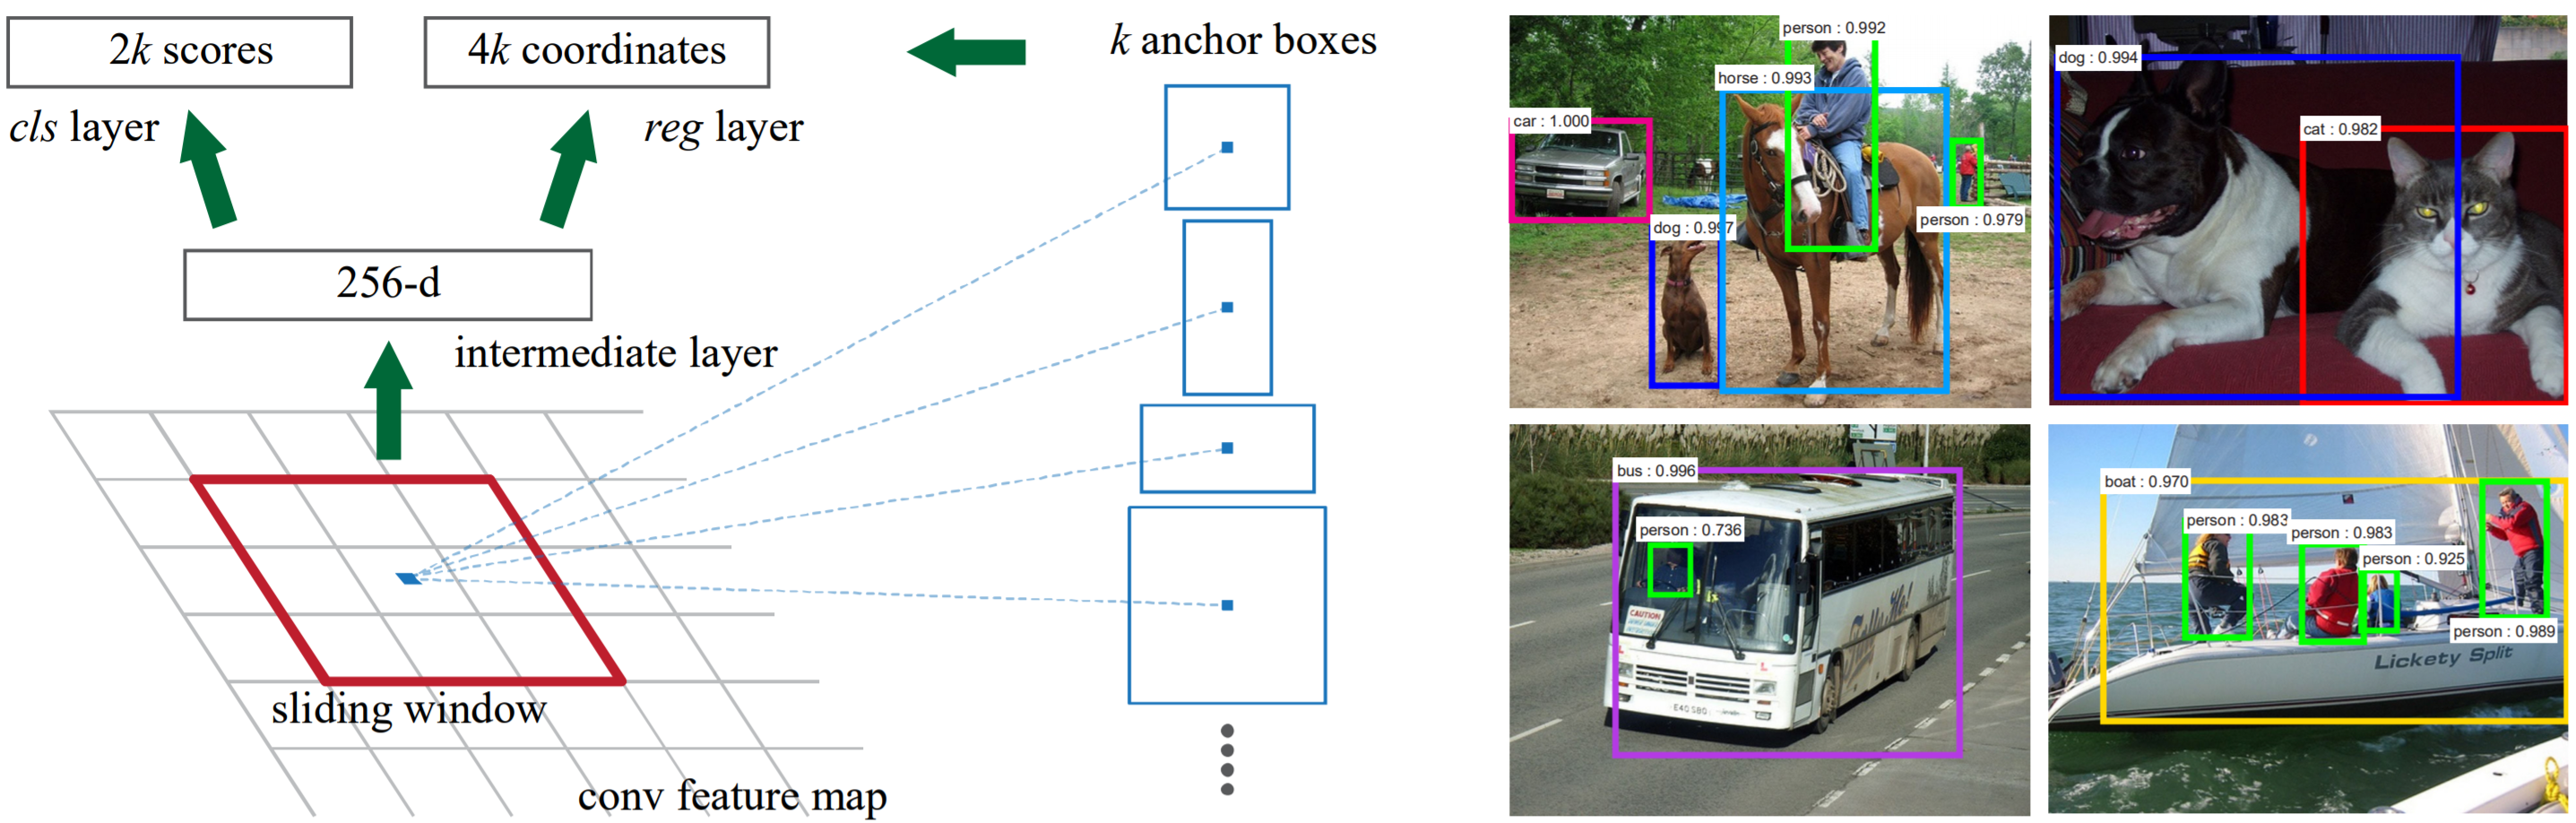 2k scores
4k coordinates
k anchor boxes
cls layer
reg layer
256-d
intermediate layer
sliding window
conv feature map
person : 0.992
horse : 0.993
car : 1.000
dog : 0.997
person : 0.979
dog : 0.994
cat : 0.982
bus : 0.996
person : 0.736
CAUTION
boat : 0.970
person : 0.983
person : 0.983
person : 0.925
person : 0.989
Lickety Split